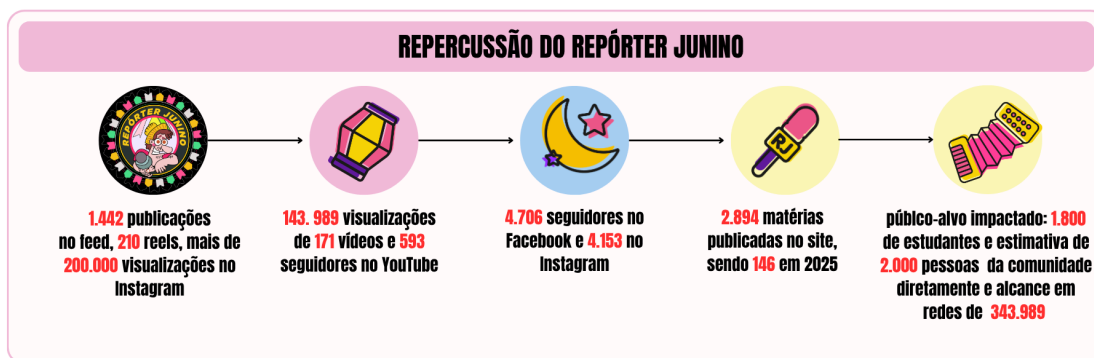 REPERCUSSÃO DO REPÓRTER JUNINO
REPÓRTER JUNINO
1.442 publicações
no feed, 210 reels, mais de
200.000 visualizações no
Instagram
143. 989 visualizações
de 171 vídeos e 593
seguidores no YouTube
4.706 seguidores no
Facebook e 4.153 no
Instagram
RJ
2.894 matérias
publicadas no site,
sendo 146 em 2025
públco-alvo impactado: 1.800
de estudantes e estimativa de
2.000 pessoas da comunidade
diretamente e alcance em
redes de 343.989